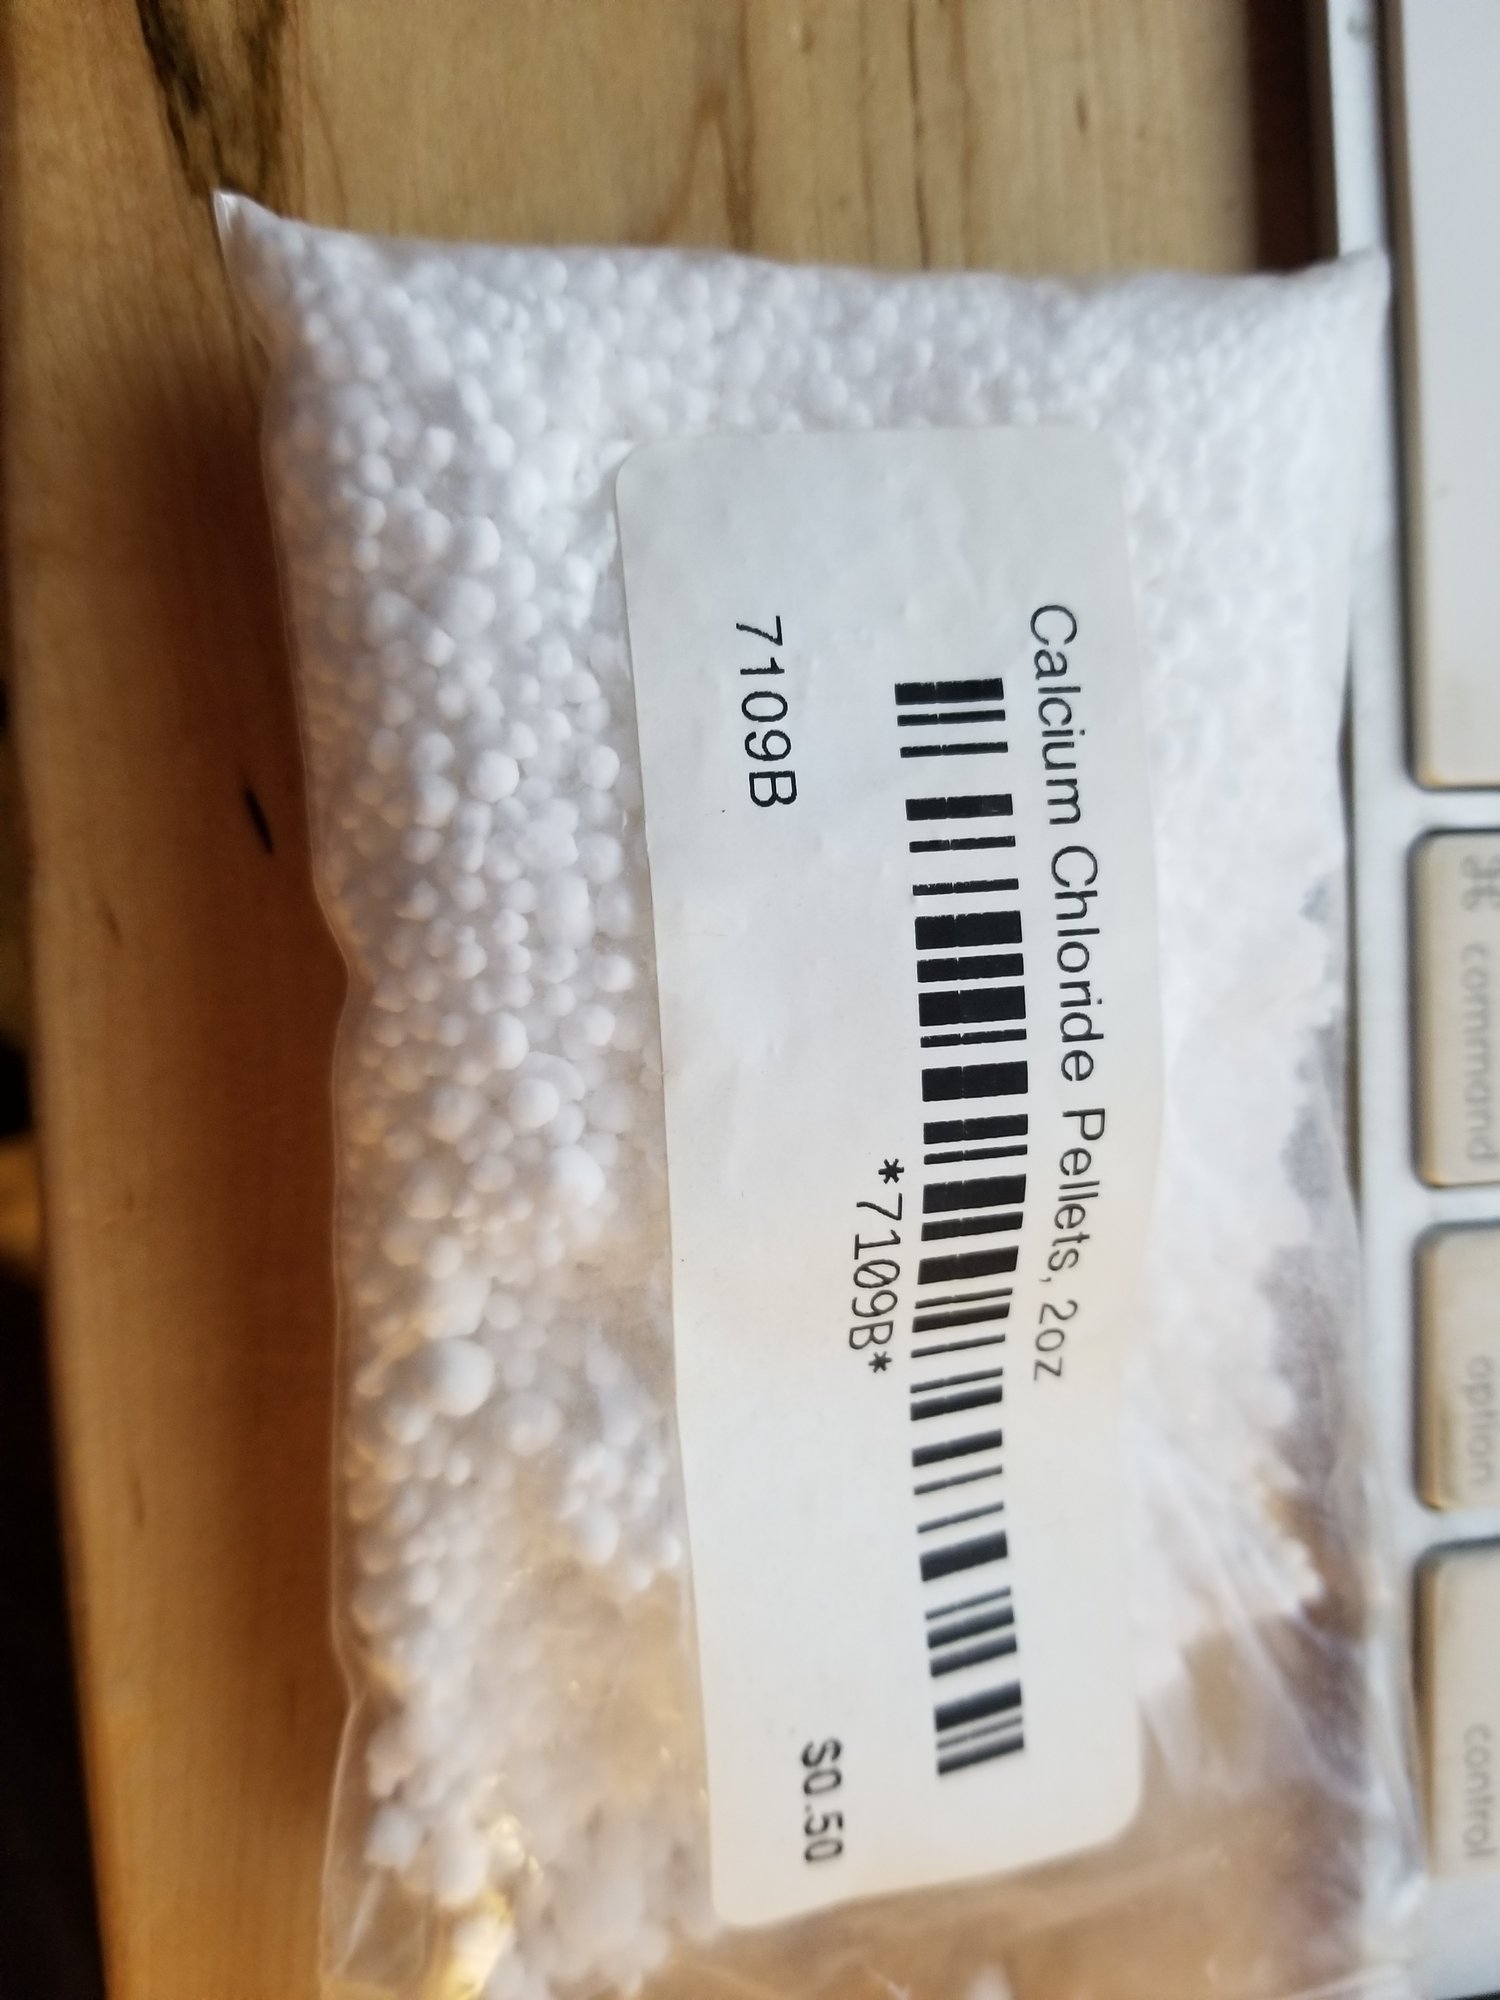 Calcium Chloride Pellets, 2oz
*7109B*
7109B
$0.50
command
option
control